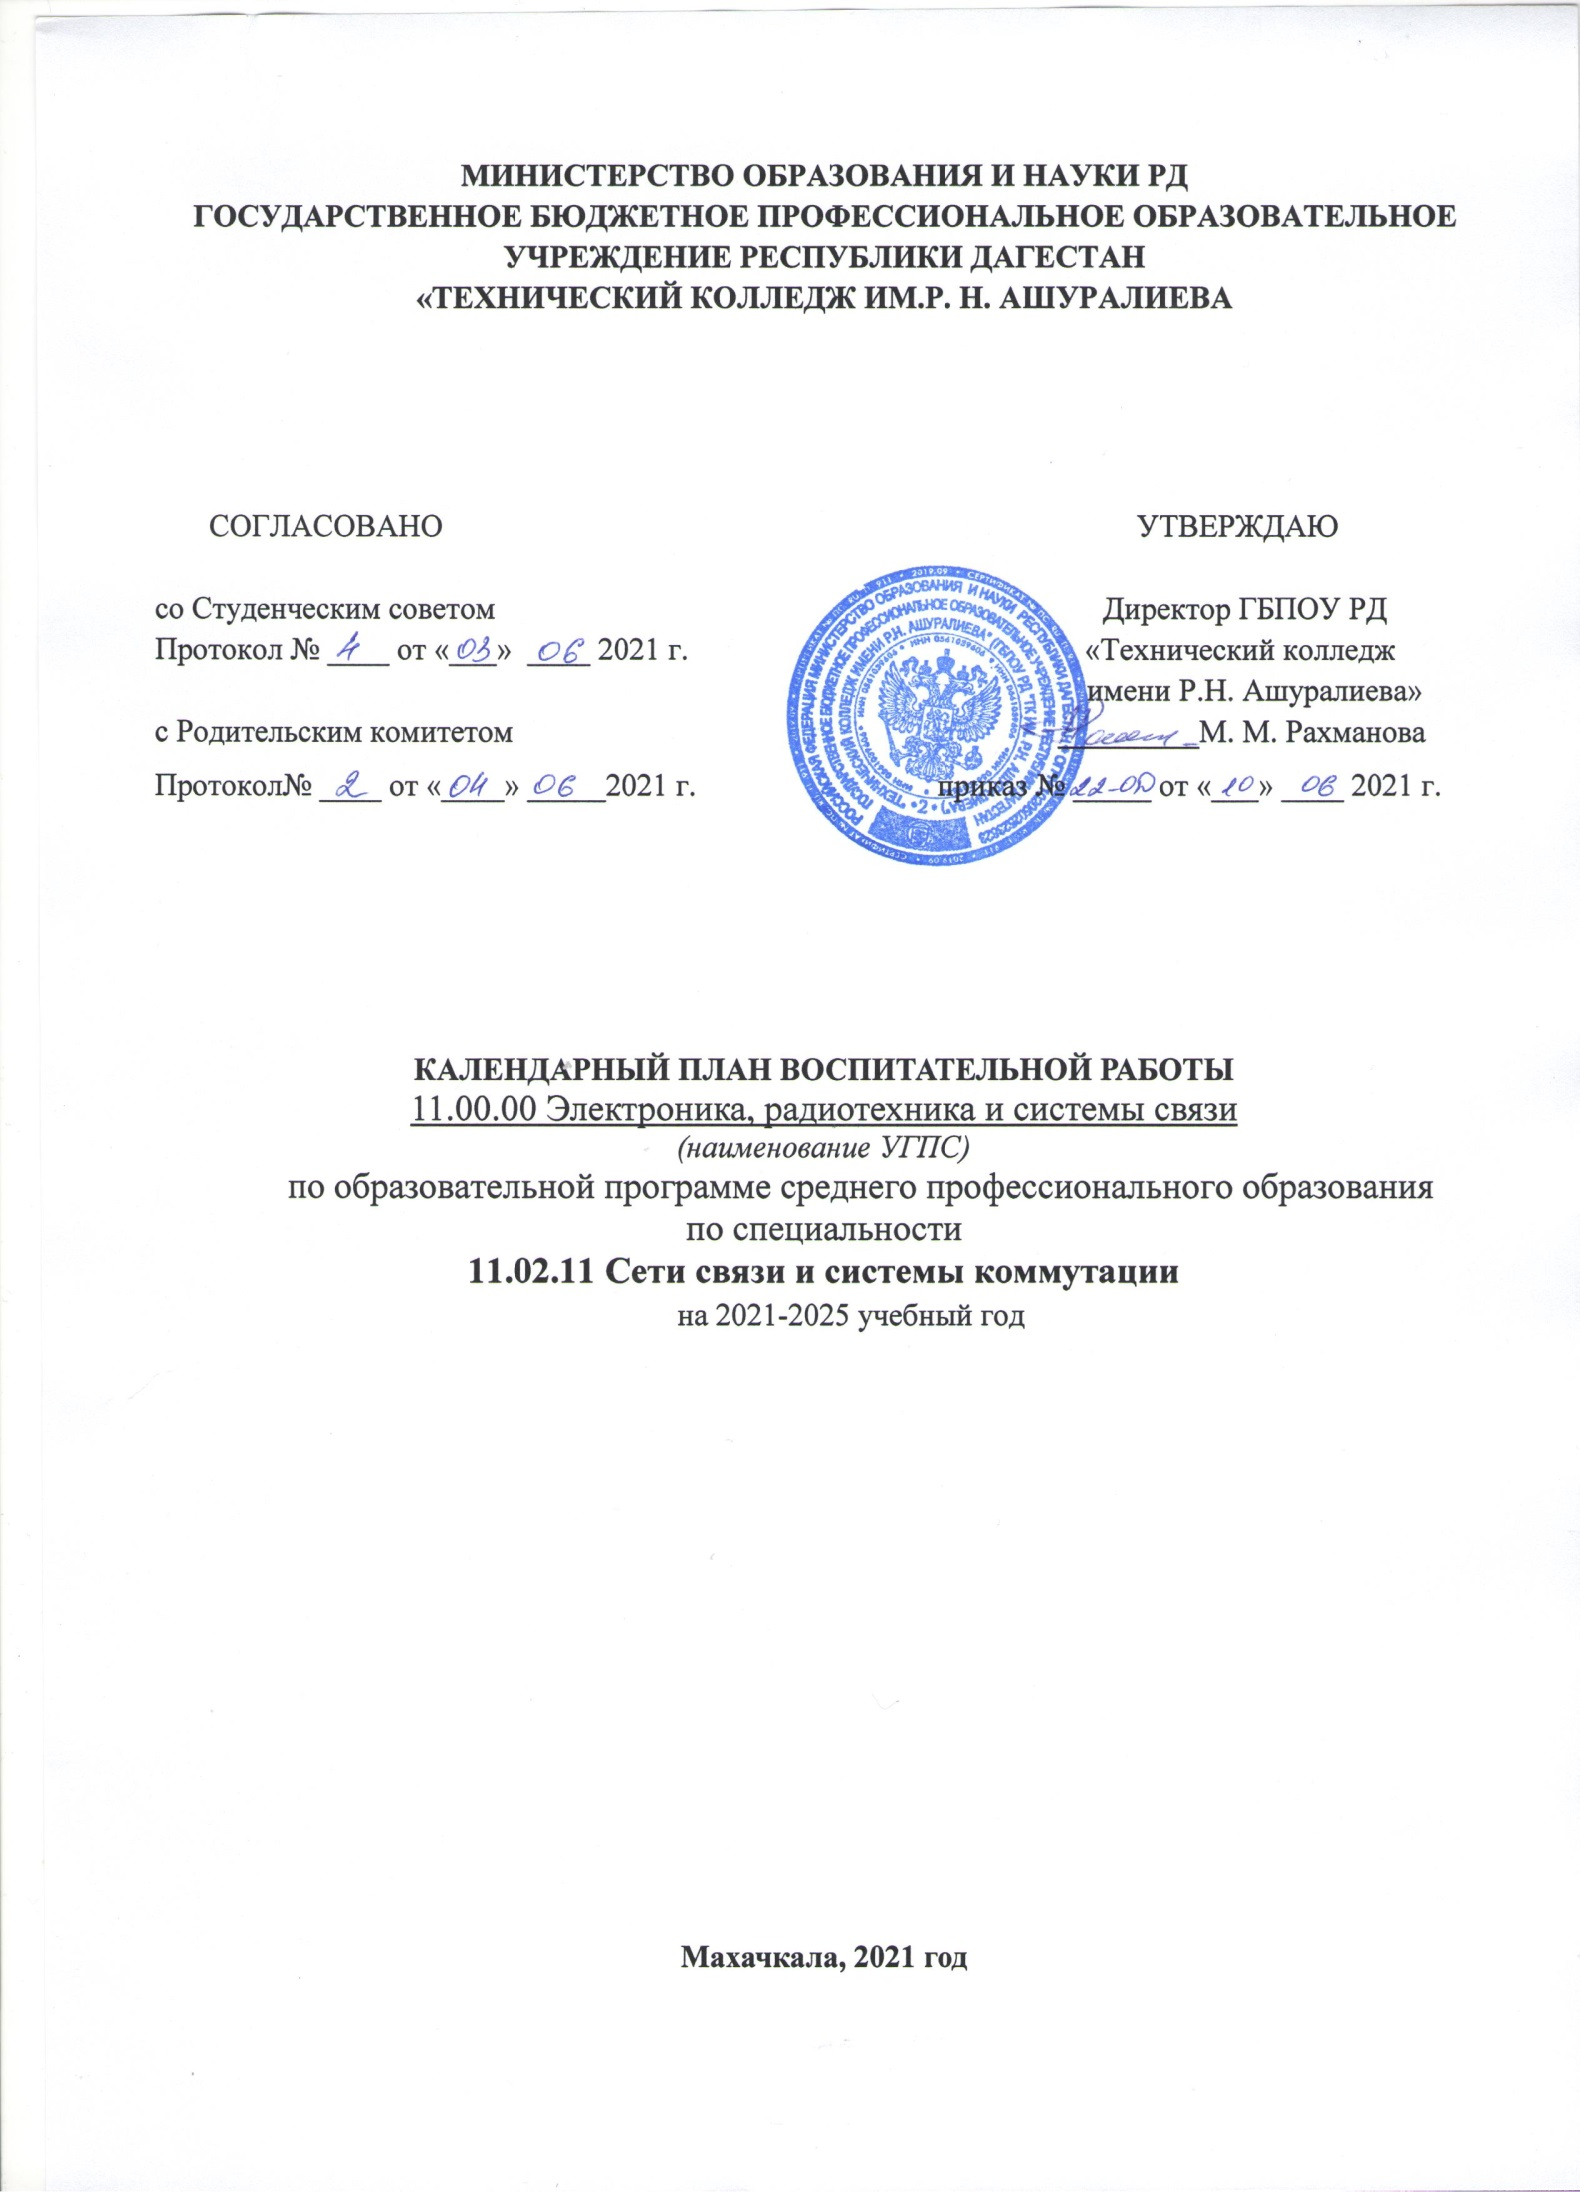 МИНИСТЕРСТВО ОБРАЗОВАНИЯ И НАУКИ РД
ГОСУДАРСТВЕННОЕ БЮДЖЕТНОЕ ПРОФЕССИОНАЛЬНОЕ ОБРАЗОВАТЕЛЬНОЕ
УЧРЕЖДЕНИЕ РЕСПУБЛИКИ ДАГЕСТАН
«ТЕХНИЧЕСКИЙ КОЛЛЕДЖ ИМ.Р. Н. АШУРАЛИЕВА
СОГЛАСОВАНО
со Студенческим советом
Протокол № 4 от «03» 06 2021 г.
с Родительским комитетом
Протокол№ 2 от «04» 06 2021 г.
УТВЕРЖДАЮ
Директор ГБПОУ РД
«Технический колледж
имени Р.Н. Ашуралиева»
М. М. Рахманова
приказ № 22-ОД от «10» 06 2021 г.
КАЛЕНДАРНЫЙ ПЛАН ВОСПИТАТЕЛЬНОЙ РАБОТЫ
11.00.00 Электроника, радиотехника и системы связи
(наименование УГПС)
по образовательной программе среднего профессионального образования
по специальности
11.02.11 Сети связи и системы коммутации
на 2021-2025 учебный год
Махачкала, 2021 год